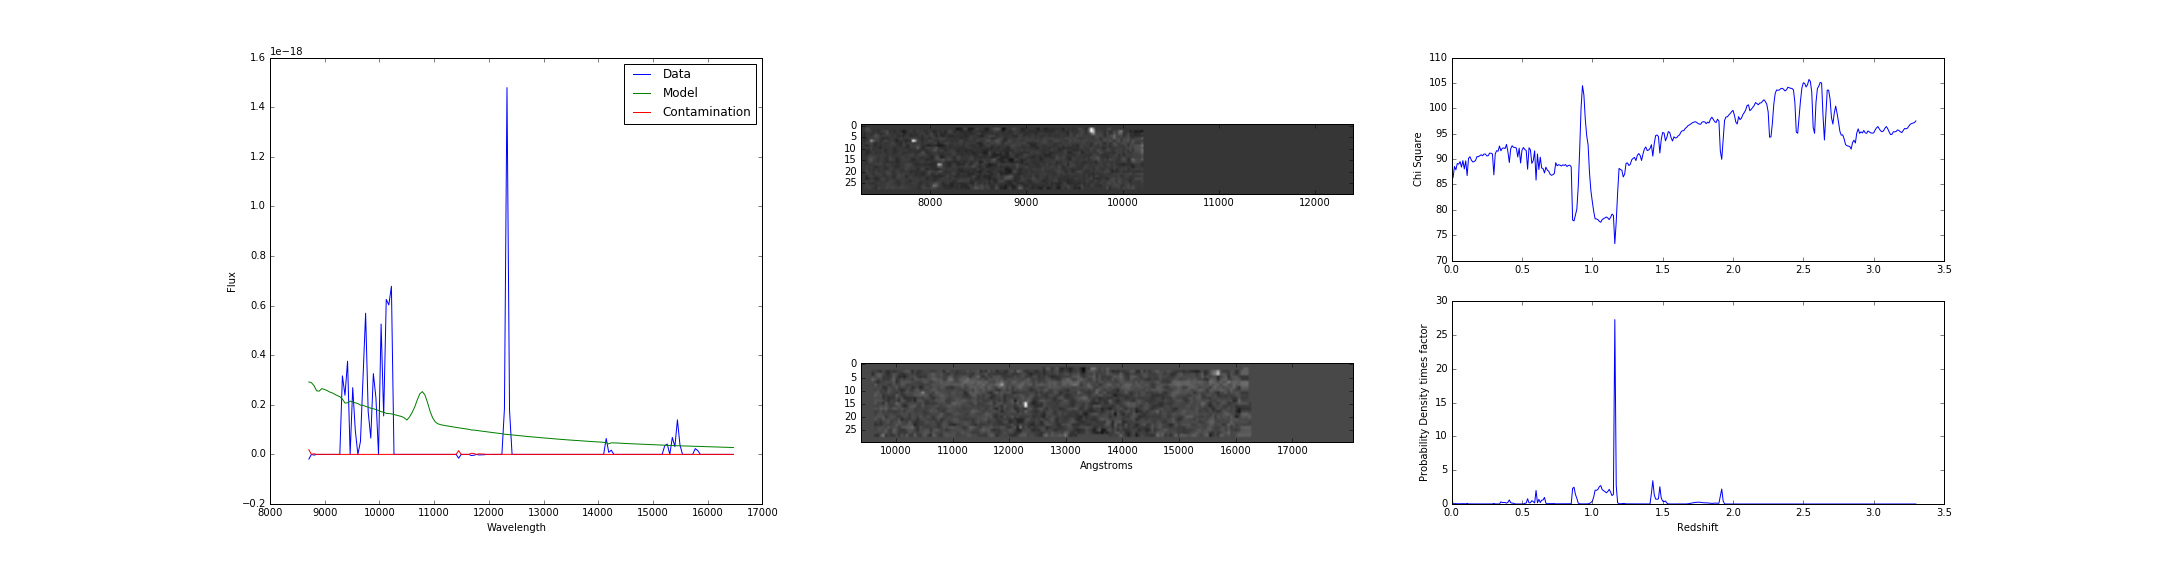 1e−18
1.6
1.4
1.2
1.0
0.8
0.6
0.4
0.2
0.0
−0.2
Flux
8000 9000 10000 11000 12000 13000 14000 15000 16000 17000
Wavelength
Data
Model
Contamination
0
5
10
15
20
25
8000 9000 10000 11000 12000
0
5
10
15
20
25
10000 11000 12000 13000 14000 15000 16000 17000
Angstroms
110
105
100
95
90
85
80
75
70
Chi Square
0.0 0.5 1.0 1.5 2.0 2.5 3.0 3.5
30
25
20
15
10
5
0
Probability Density times factor
0.0 0.5 1.0 1.5 2.0 2.5 3.0 3.5
Redshift